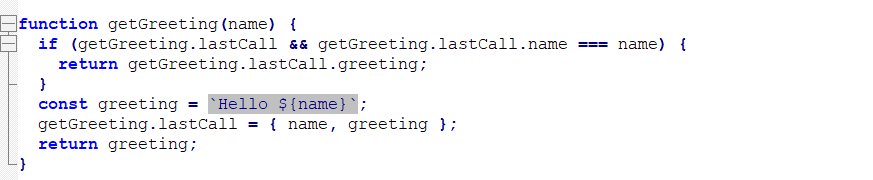 function getGreeting(name) {
  if (getGreeting.lastCall && getGreeting.lastCall.name === name) {
    return getGreeting.lastCall.greeting;
  }
  const greeting = `Hello ${name}`;
  getGreeting.lastCall = { name, greeting };
  return greeting;
}